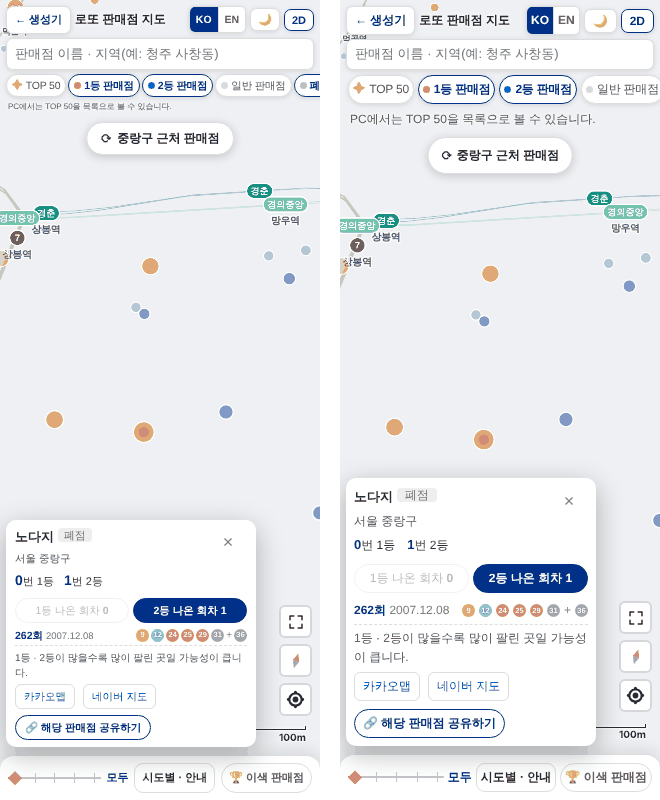 ← 생성기 로또 판매점 지도 KO EN 2D
판매점 이름 · 지역(예: 청주 사창동)
TOP 50 1등 판매점 2등 판매점 일반 판매점
PC에서는 TOP 50을 목록으로 볼 수 있습니다.
⟳ 중랑구 근처 판매점
경춘
경의중앙 경춘
경의중앙
상봉역
망우역
7
상봉역
노다지 폐점 ×
서울 중랑구
0번 1등 1번 2등
1등 나온 회차 0 2등 나온 회차 1
262회 2007.12.08 9 12 24 25 29 31 + 36
1등 · 2등이 많을수록 많이 팔린 곳일 가능성이 큽니
다.
카카오맵 네이버 지도
해당 판매점 공유하기
100m
모두 시도별 · 안내 이색 판매점
← 생성기 로또 판매점 지도 KO EN 2D
판매점 이름 · 지역(예: 청주 사창동)
TOP 50 1등 판매점 2등 판매점 일반 판매점
PC에서는 TOP 50을 목록으로 볼 수 있습니다.
⟳ 중랑구 근처 판매점
경춘
경의중앙
경의중앙 경춘
상봉역
망우역
7
상봉역
노다지 폐점 ×
서울 중랑구
0번 1등 1번 2등
1등 나온 회차 0 2등 나온 회차 1
262회 2007.12.08 9 12 24 25 29 31 + 36
1등 · 2등이 많을수록 많이 팔린 곳일 가능성
이 큽니다.
카카오맵 네이버 지도
해당 판매점 공유하기
100m
모두 시도별 · 안내 이색 판매점